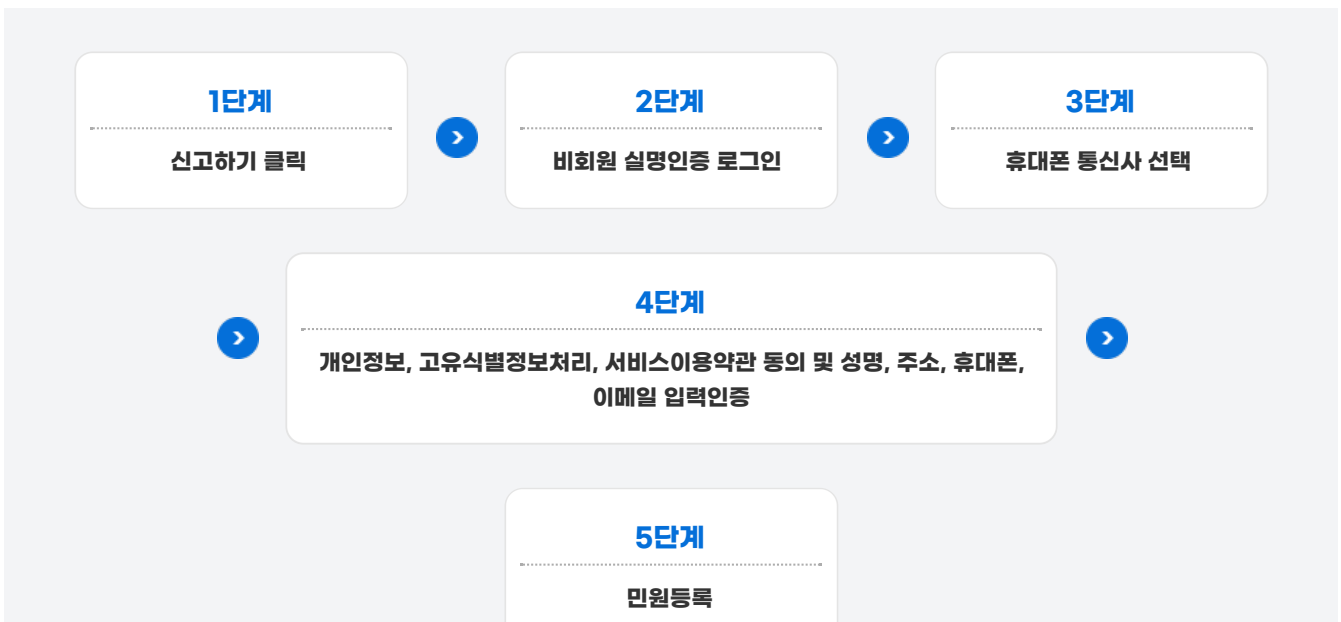 1단계
신고하기 클릭
2단계
비회원 실명인증 로그인
3단계
휴대폰 통신사 선택
4단계
개인정보, 고유식별정보처리, 서비스이용약관 동의 및 성명, 주소, 휴대폰,
이메일 입력인증
5단계
민원등록